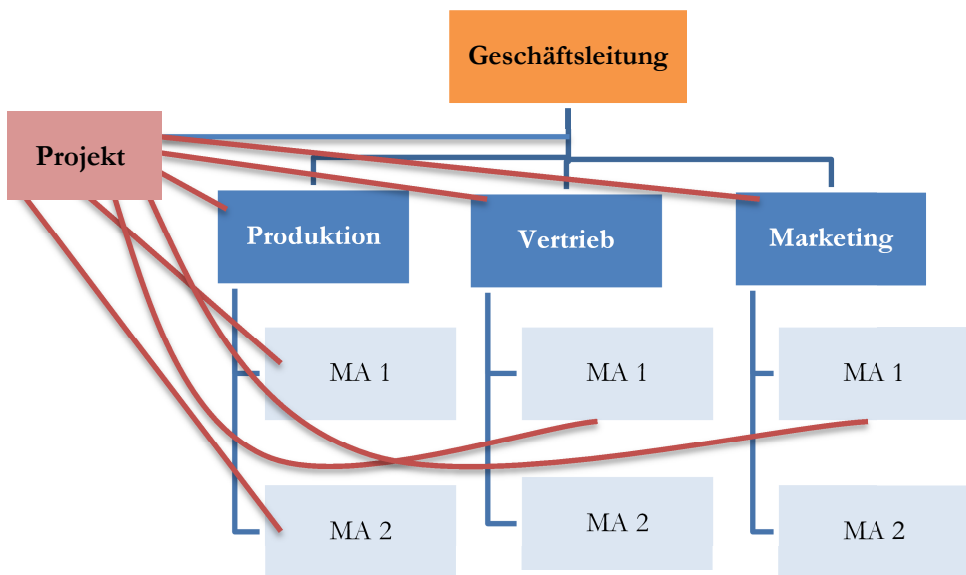 Geschäftsleitung
Projekt
Produktion
Vertrieb
Marketing
MA 1
MA 1
MA 1
MA 2
MA 2
MA 2